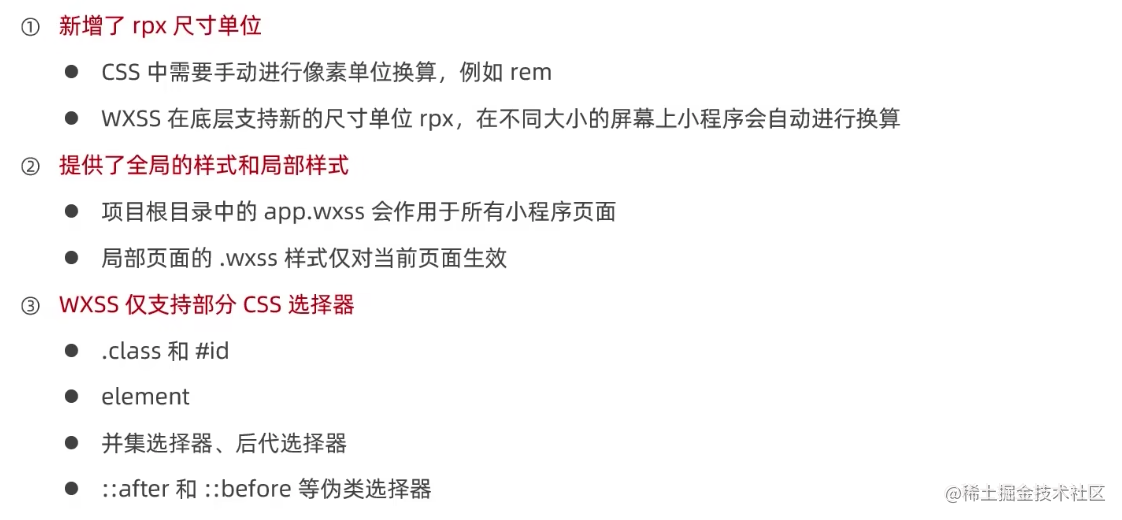 ① 新增了 rpx 尺寸单位
● CSS 中需要手动进行像素单位换算，例如 rem
● WXSS 在底层支持新的尺寸单位 rpx，在不同大小的屏幕上小程序会自动进行换算
② 提供了全局的样式和局部样式
● 项目根目录中的 app.wxss 会作用于所有小程序页面
● 局部页面的 .wxss 样式仅对当前页面生效
③ WXSS 仅支持部分 CSS 选择器
● .class 和 #id
● element
● 并集选择器、后代选择器
● ::after 和 ::before 等伪类选择器
@稀土掘金技术社区